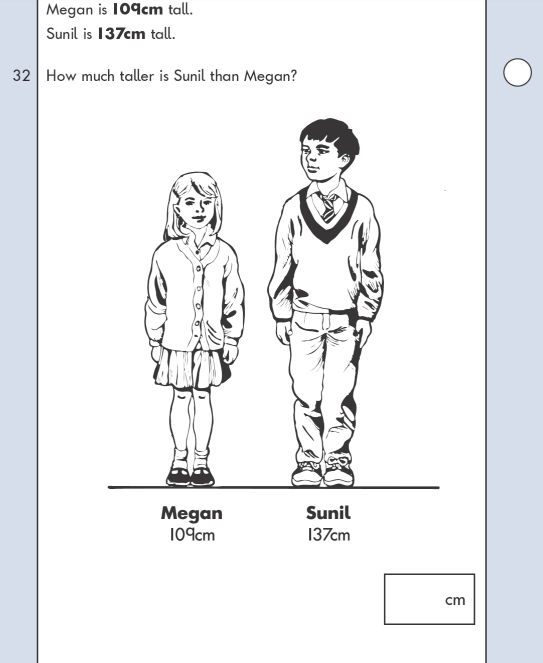 Megan is 109cm tall.
Sunil is 137cm tall.
32 How much taller is Sunil than Megan?
Megan Sunil
109cm 137cm
cm